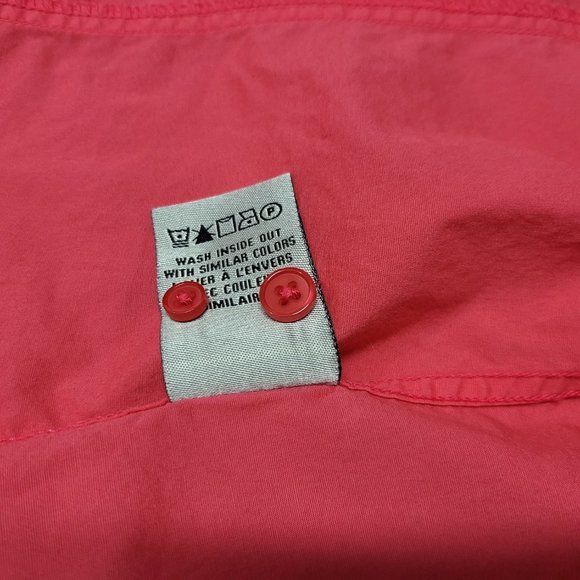 P
WASH INSIDE OUT
WITH SIMILAR COLORS
À L'ENVERS